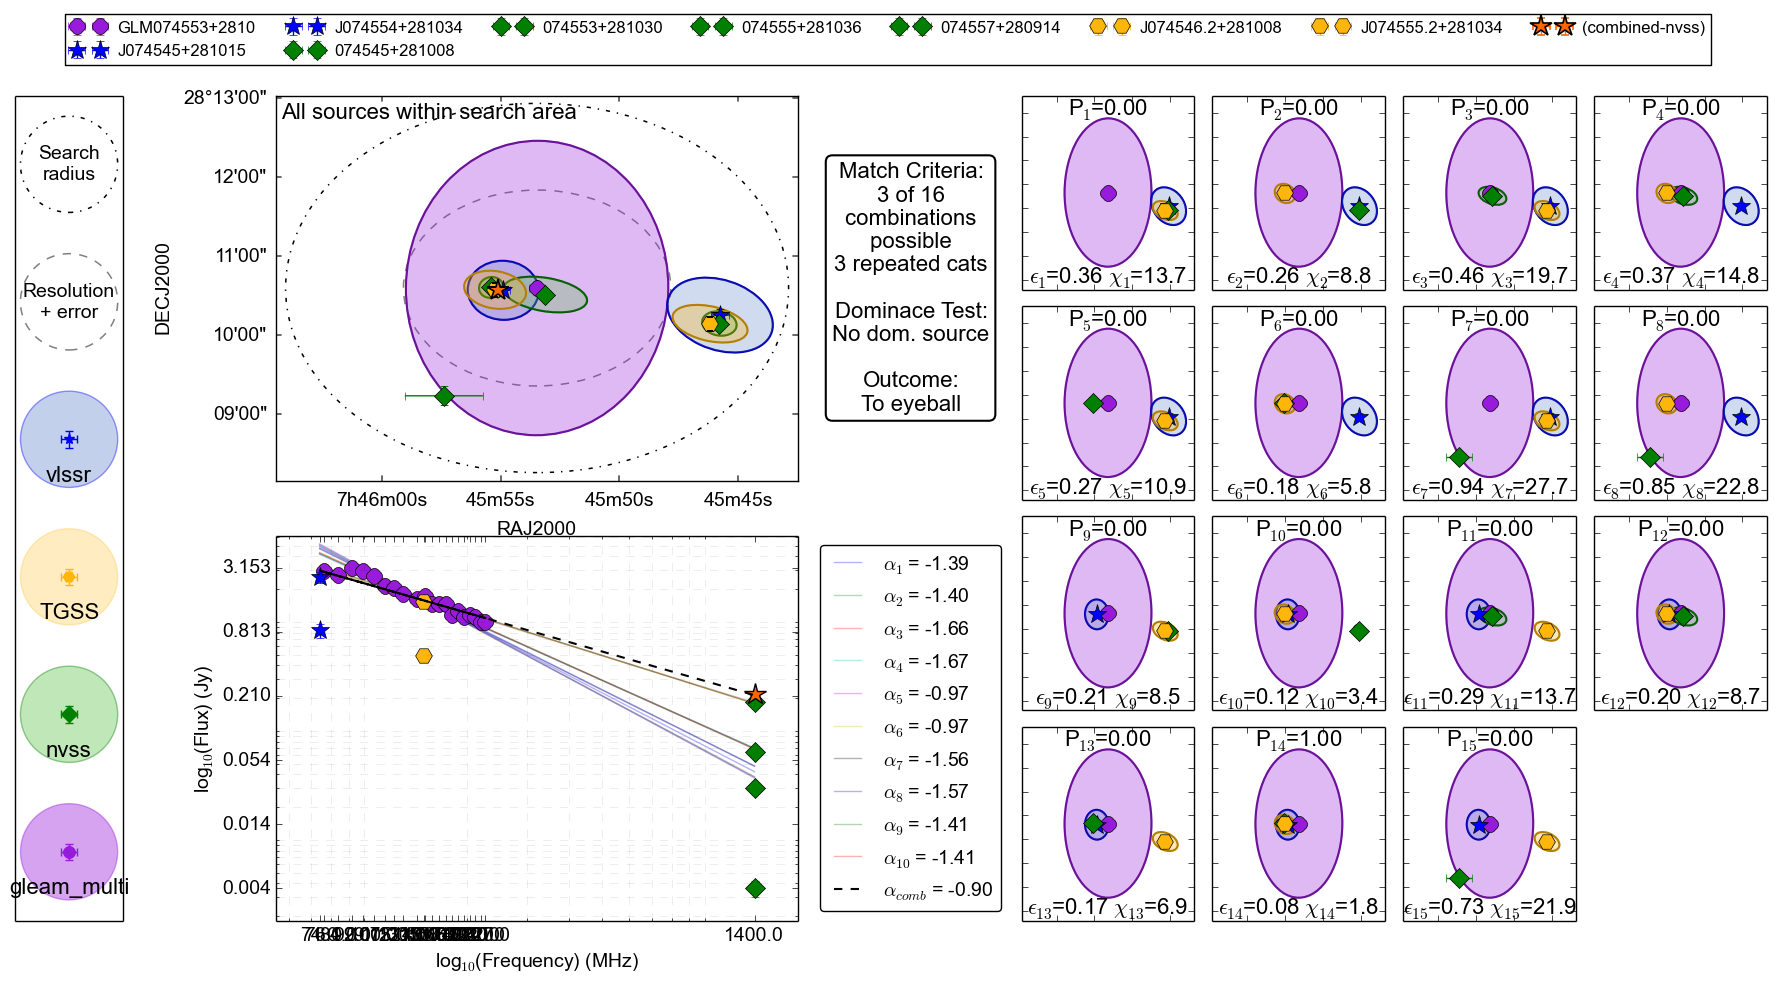 GLM074553+2810 J074554+281034 074553+281030 074555+281036 074557+280914 J074546.2+281008 J074555.2+281034 (combined-nvss)
J074545+281015 074545+281008
Search
radius
Resolution
+ error
vlssr
TGSS
nvss
gleam_multi
All sources within search area
28°13'00"
12'00"
11'00"
10'00"
09'00"
DECJ2000
7h46m00s 45m55s 45m50s 45m45s
RAJ2000
Match Criteria:
3 of 16
combinations
possible
3 repeated cats
Dominace Test:
No dom. source
Outcome:
To eyeball
3.153
0.813
0.210
0.054
0.014
0.004
log₁₀(Flux) (Jy)
1400.0
log₁₀(Frequency) (MHz)
α₁ = -1.39
α₂ = -1.40
α₃ = -1.66
α₄ = -1.67
α₅ = -0.97
α₆ = -0.97
α₇ = -1.56
α₈ = -1.57
α₉ = -1.41
α₁₀ = -1.41
α_comb = -0.90
P₁=0.00 P₂=0.00 P₃=0.00 P₄=0.00
ϵ₁=0.36 χ₁=13.7 ϵ₂=0.26 χ₂=8.8 ϵ₃=0.46 χ₃=19.7 ϵ₄=0.37 χ₄=14.8
P₅=0.00 P₆=0.00 P₇=0.00 P₈=0.00
ϵ₅=0.27 χ₅=10.9 ϵ₆=0.18 χ₆=5.8 ϵ₇=0.94 χ₇=27.7 ϵ₈=0.85 χ₈=22.8
P₉=0.00 P₁₀=0.00 P₁₁=0.00 P₁₂=0.00
ϵ₉=0.21 χ₉=8.5 ϵ₁₀=0.12 χ₁₀=3.4 ϵ₁₁=0.29 χ₁₁=13.7 ϵ₁₂=0.20 χ₁₂=8.7
P₁₃=0.00 P₁₄=1.00 P₁₅=0.00
ϵ₁₃=0.17 χ₁₃=6.9 ϵ₁₄=0.08 χ₁₄=1.8 ϵ₁₅=0.73 χ₁₅=21.9